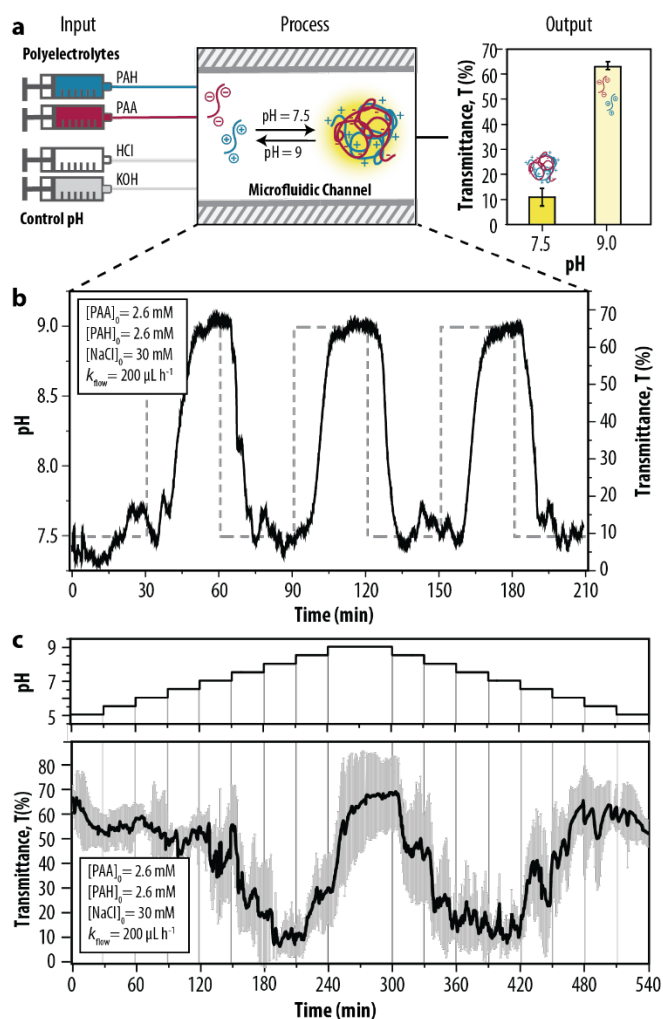 a
Input
Process
Output
Polyelectrolytes
PAH
PAA
HCl
KOH
Control pH
pH = 7.5
pH = 9
Microfluidic Channel
Transmittance, T (%)
70
60
50
40
30
20
10
0
7.5
9.0
pH
b
[PAA]₀ = 2.6 mM
[PAH]₀ = 2.6 mM
[NaCl]₀ = 30 mM
k_flow = 200 µL h⁻¹
pH
9.0
8.5
8.0
7.5
Transmittance, T (%)
70
60
50
40
30
20
10
0
0 30 60 90 120 150 180 210
Time (min)
c
pH
9
7
5
Transmittance, T(%)
80
70
60
50
40
30
20
10
0
[PAA]₀ = 2.6 mM
[PAH]₀ = 2.6 mM
[NaCl]₀ = 30 mM
k_flow = 200 µL h⁻¹
0 60 120 180 240 300 360 420 480 540
Time (min)